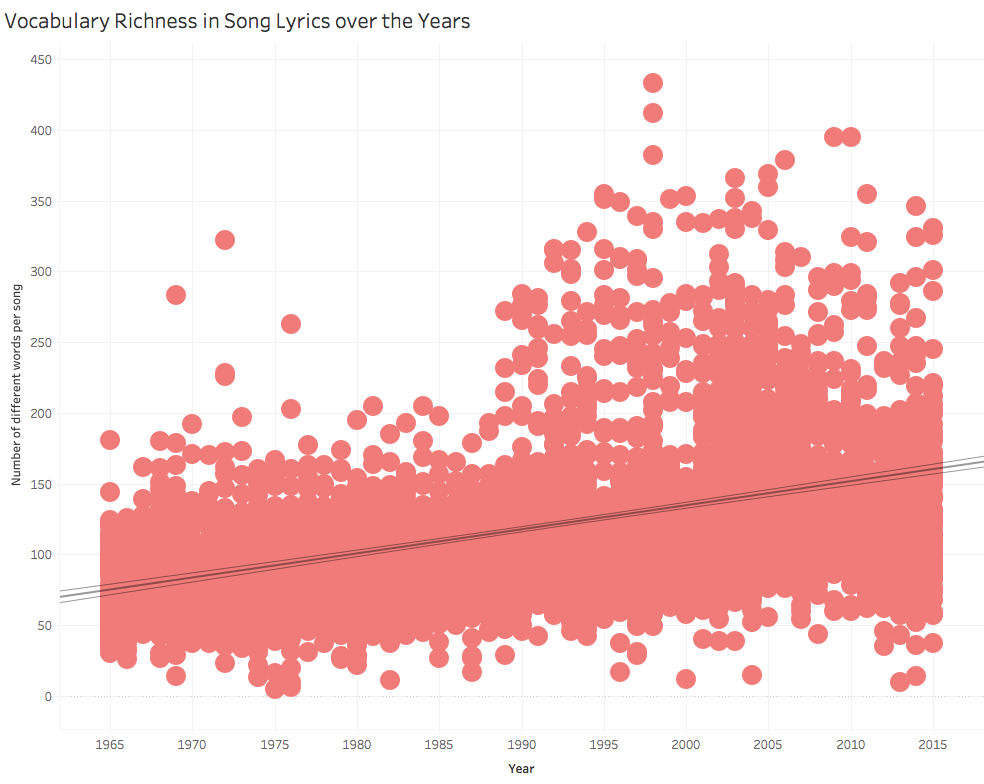 Vocabulary Richness in Song Lyrics over the Years
Number of different words per song
450
400
350
300
250
200
150
100
50
0
1965 1970 1975 1980 1985 1990 1995 2000 2005 2010 2015
Year